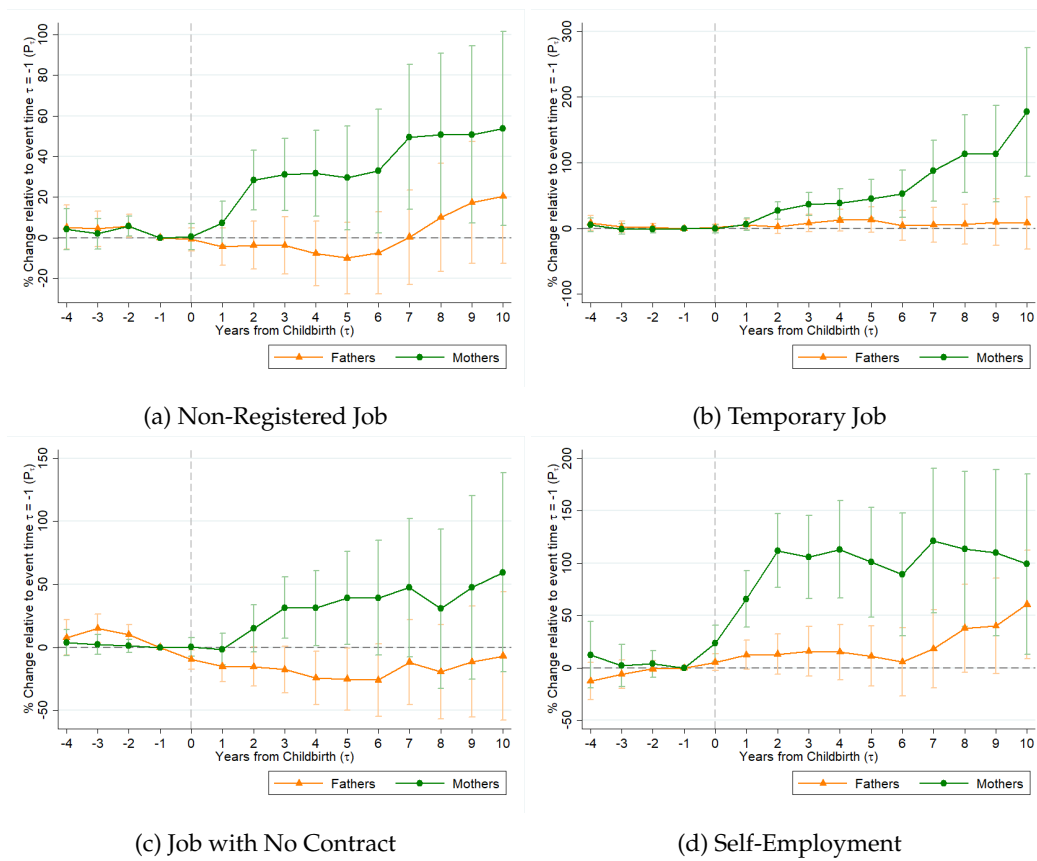 % Change relative to event time τ = -1 (Pτ)
100
80
60
40
20
0
-20
-4 -3 -2 -1 0 1 2 3 4 5 6 7 8 9 10
Years from Childbirth (τ)
Fathers Mothers
(a) Non-Registered Job
% Change relative to event time τ = -1 (Pτ)
300
200
100
0
-100
-4 -3 -2 -1 0 1 2 3 4 5 6 7 8 9 10
Years from Childbirth (τ)
Fathers Mothers
(b) Temporary Job
% Change relative to event time τ = -1 (Pτ)
150
100
50
0
-50
-4 -3 -2 -1 0 1 2 3 4 5 6 7 8 9 10
Years from Childbirth (τ)
Fathers Mothers
(c) Job with No Contract
% Change relative to event time τ = -1 (Pτ)
200
150
100
50
0
-50
-4 -3 -2 -1 0 1 2 3 4 5 6 7 8 9 10
Years from Childbirth (τ)
Fathers Mothers
(d) Self-Employment